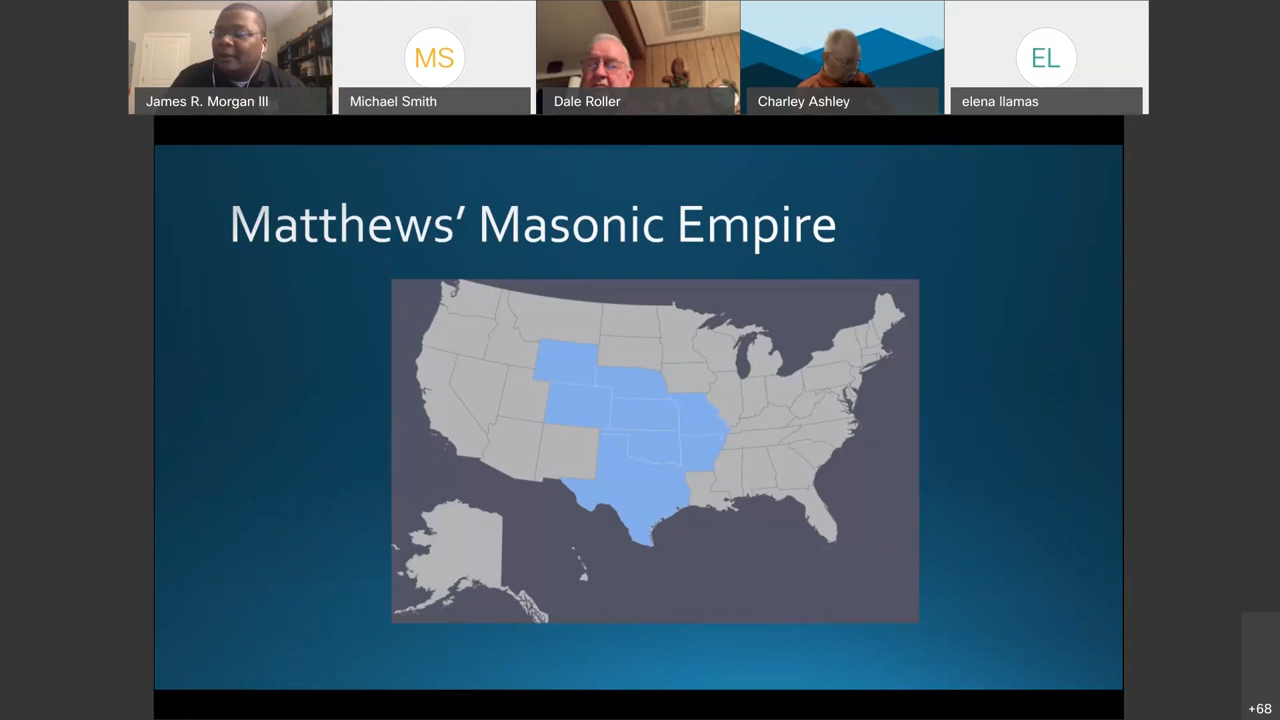 James R. Morgan III
MS
Michael Smith
Dale Roller
Charley Ashley
EL
elena llamas
Matthews' Masonic Empire
+68